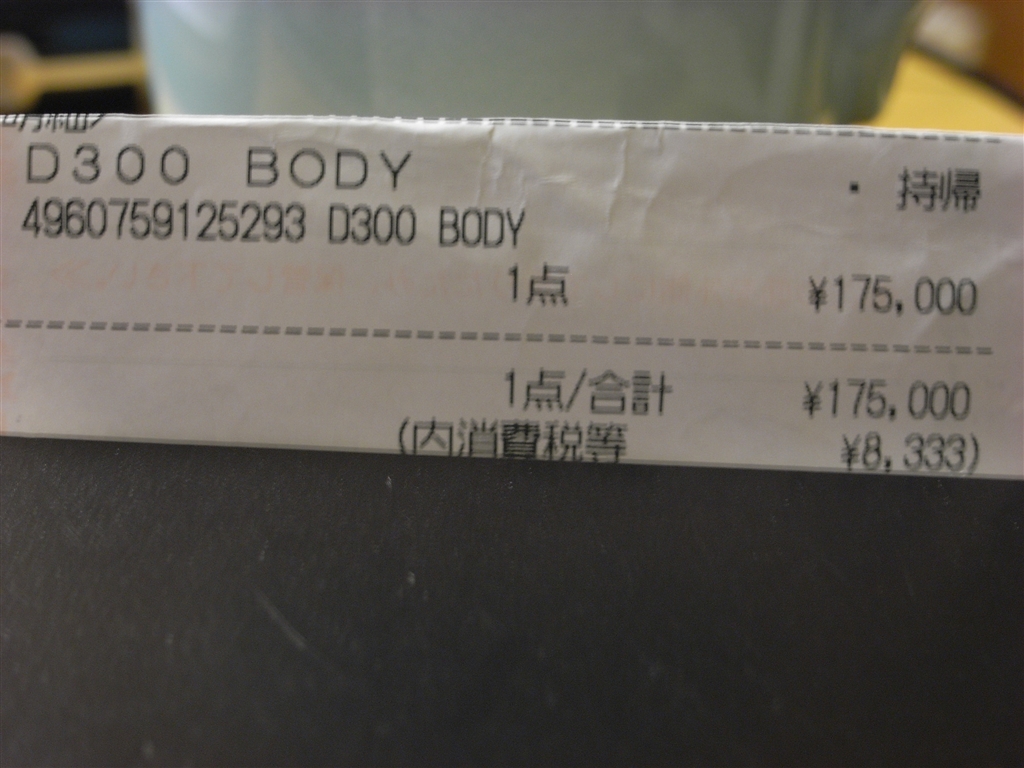 D300 BODY ・ 持帰
4960759125293 D300 BODY
1点 ¥175,000
1点/合計 ¥175,000
(内消費税等 ¥8,333)